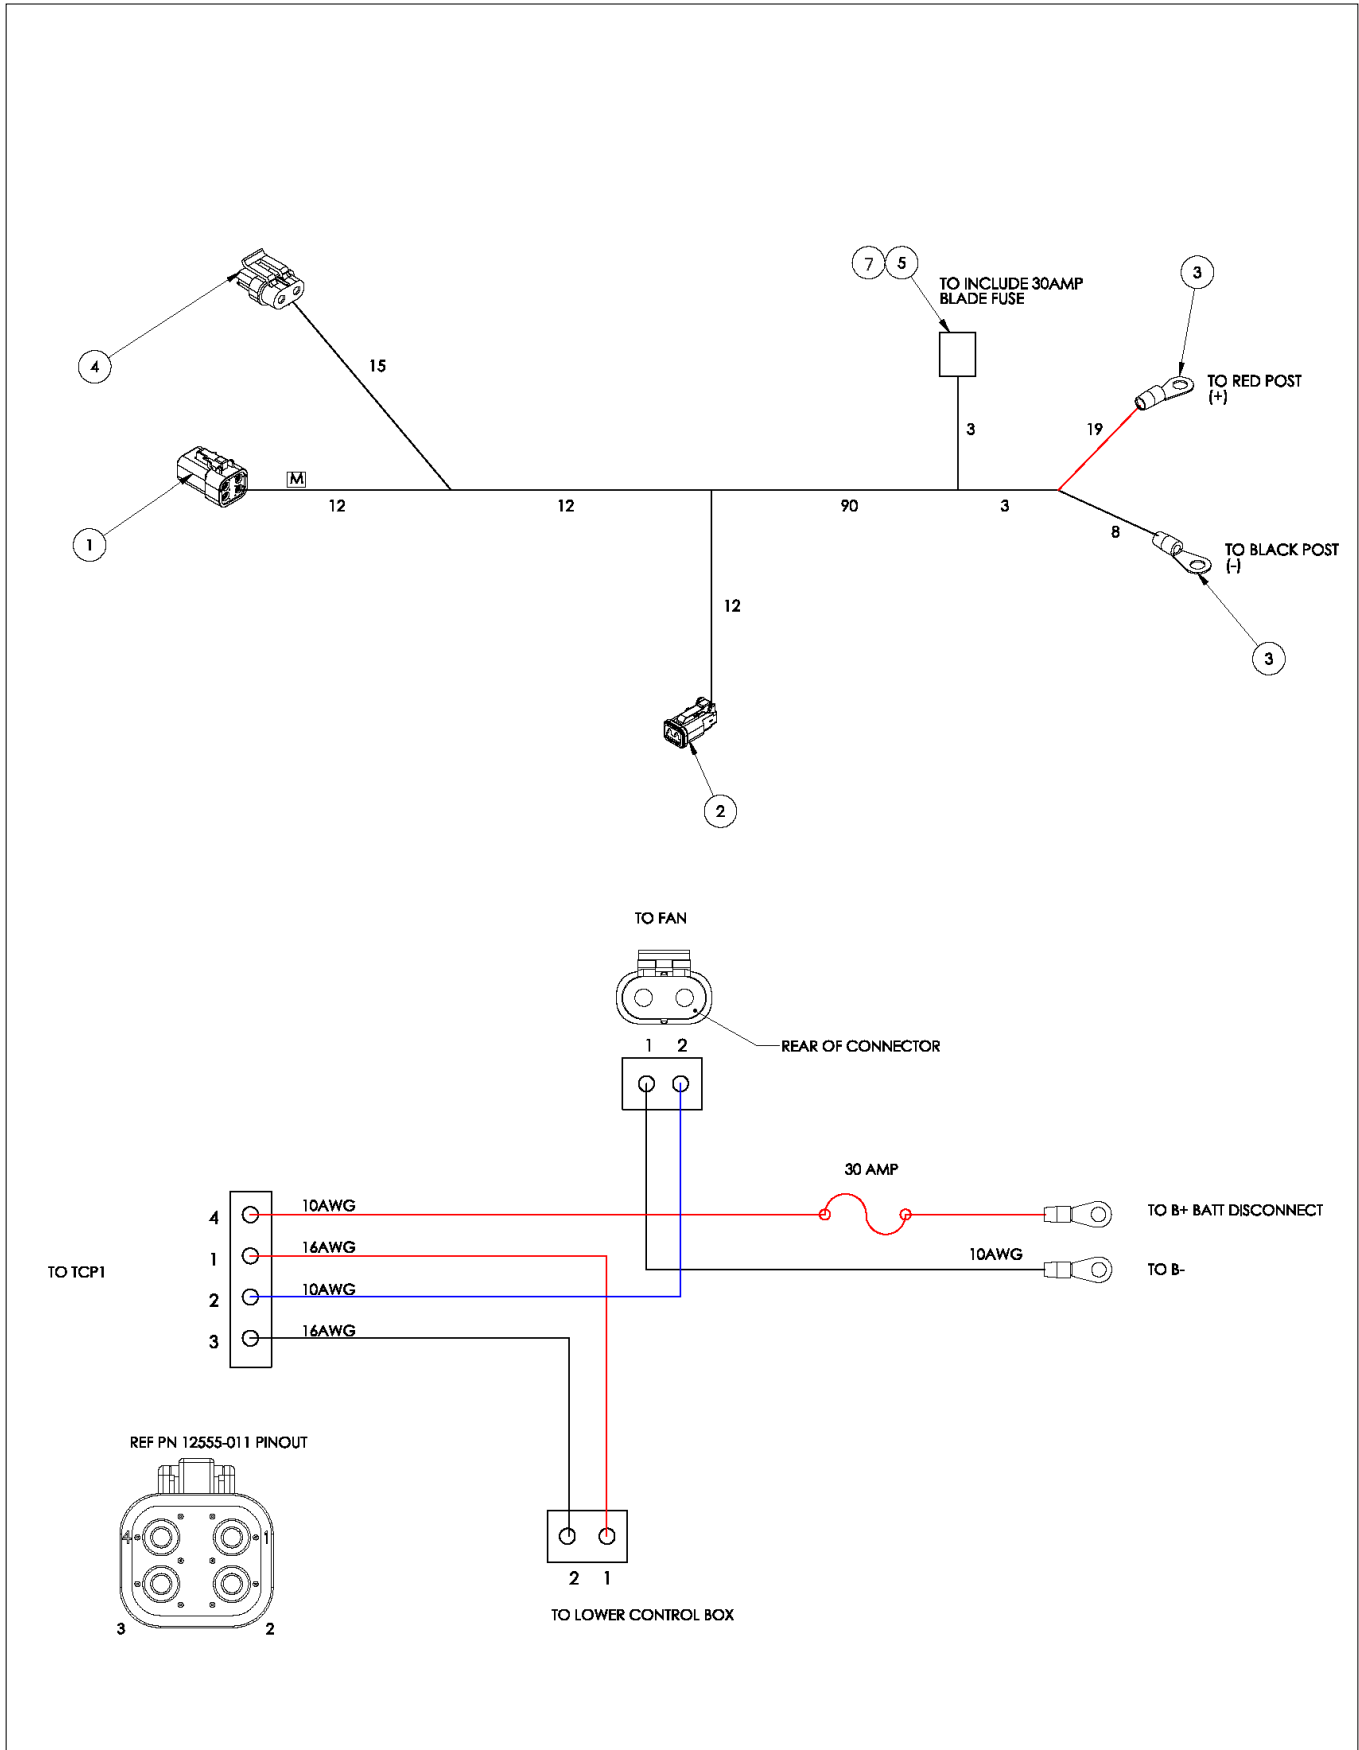 7 5
TO INCLUDE 30AMP
BLADE FUSE
3
4
15
TO RED POST
(+)
19
3
M
12
12
90
3
8
1
TO BLACK POST
(-)
12
3
2
TO FAN
1 2
REAR OF CONNECTOR
30 AMP
4
10AWG
TO B+ BATT DISCONNECT
1
16AWG
10AWG
TO B-
TO TCP1
2
10AWG
3
16AWG
REF PN 12555-011 PINOUT
4
1
3
2
2 1
TO LOWER CONTROL BOX